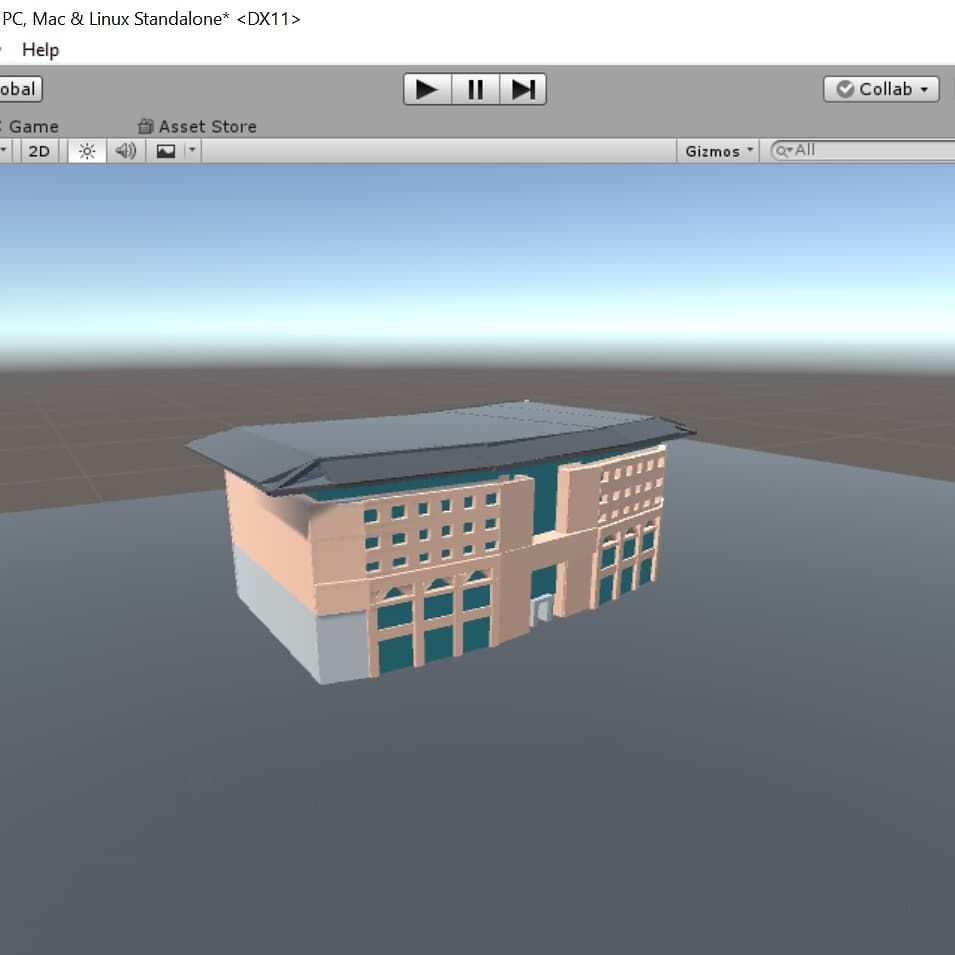 PC, Mac & Linux Standalone* <DX11>
Help
obal
Collab
Game
Asset Store
2D
Gizmos
All